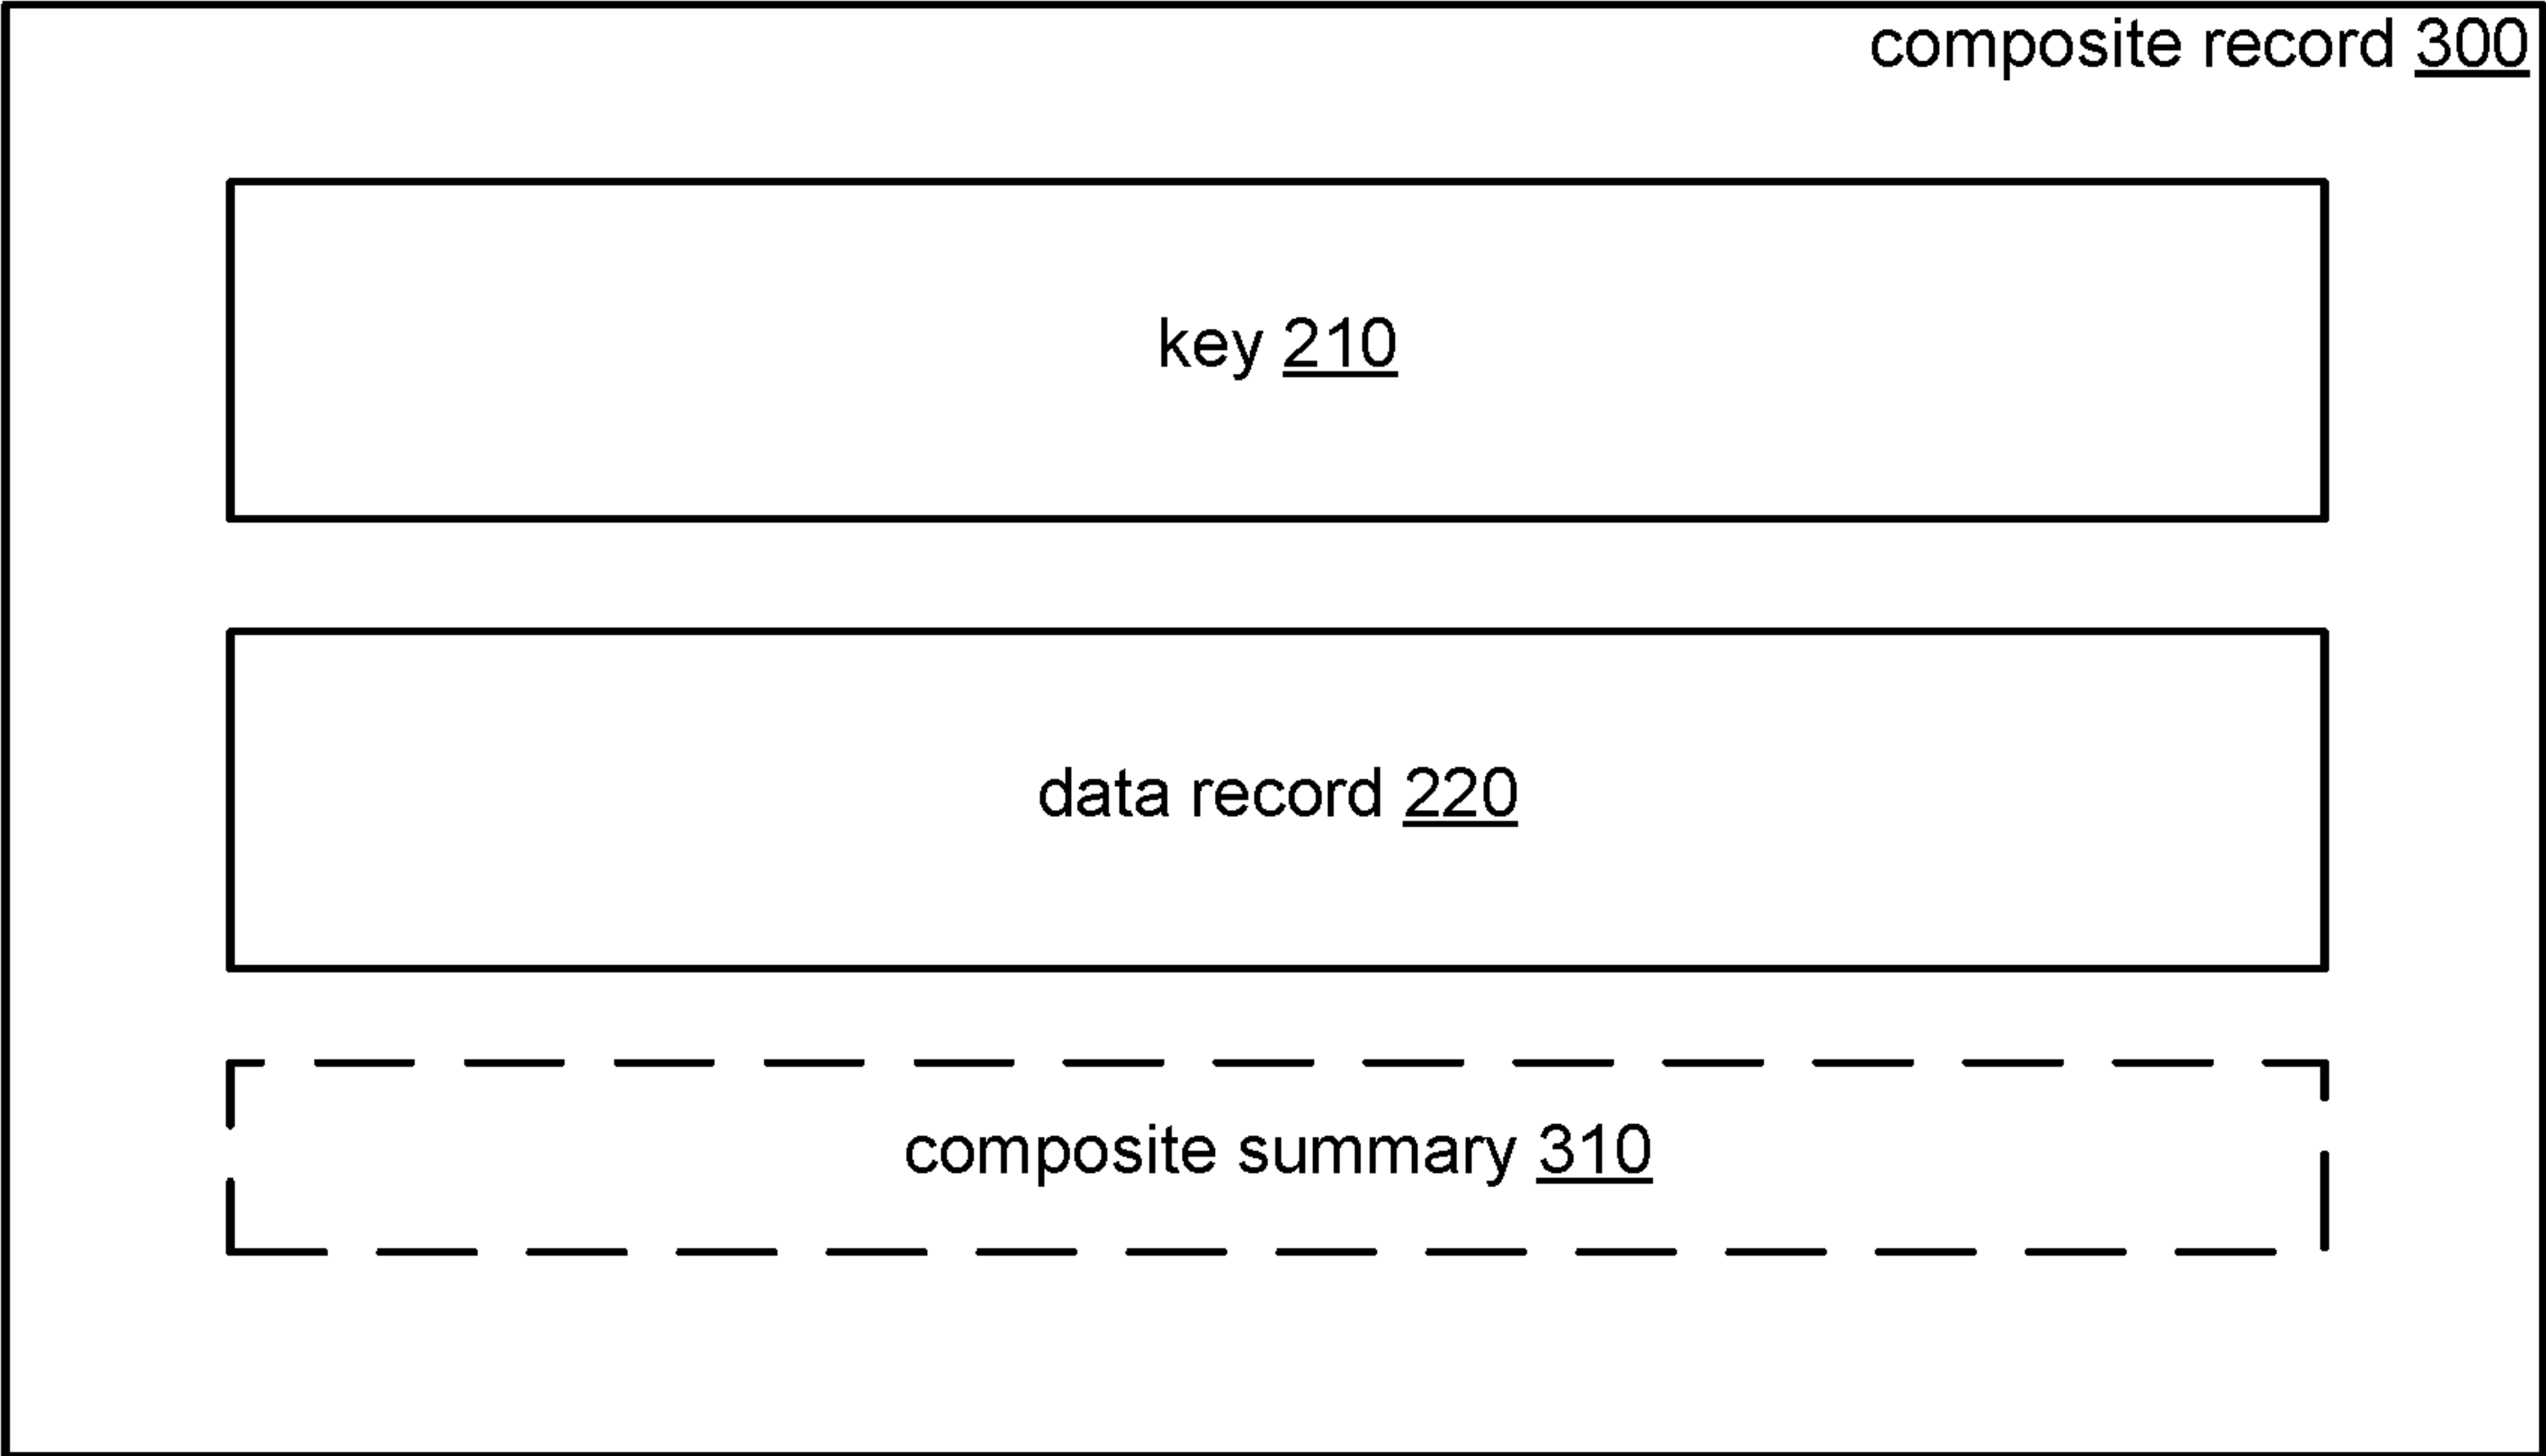 composite record 300
key 210
data record 220
composite summary 310